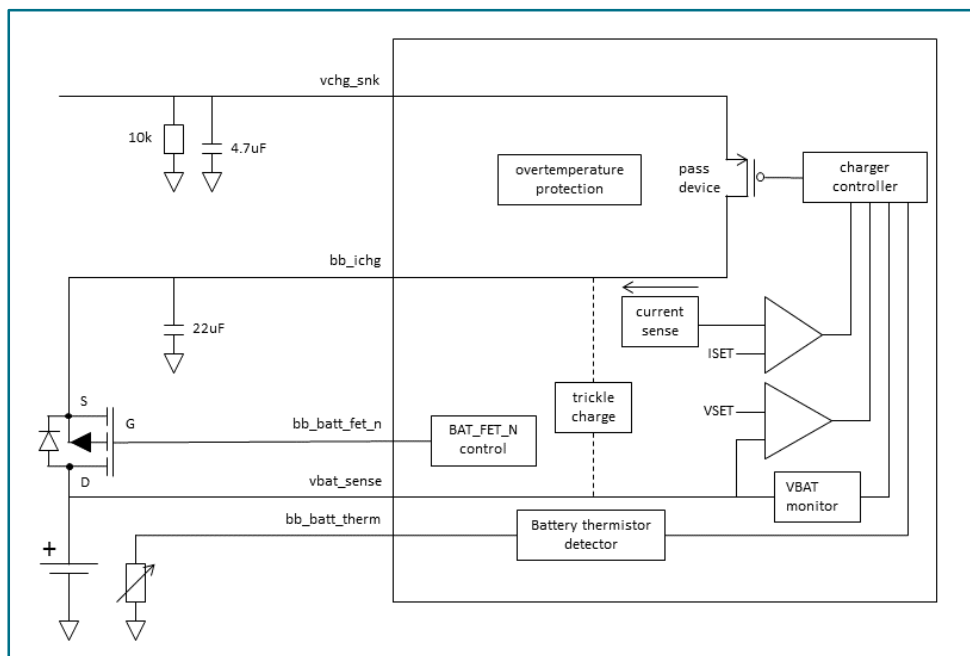 vchg_snk
10k
4.7uF
overtemperature
protection
pass
device
charger
controller
bb_ichg
22uF
current
sense
ISET
S
G
D
bb_batt_fet_n
BAT_FET_N
control
trickle
charge
VSET
vbat_sense
VBAT
monitor
bb_batt_therm
Battery thermistor
detector
+